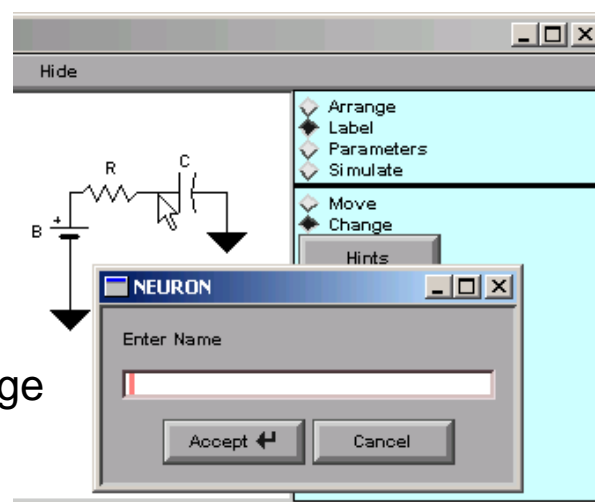 Hide
Arrange
Label
Parameters
Simulate
R
C
B
+
Move
Change
Hints
NEURON
Enter Name
ge
Accept
Cancel